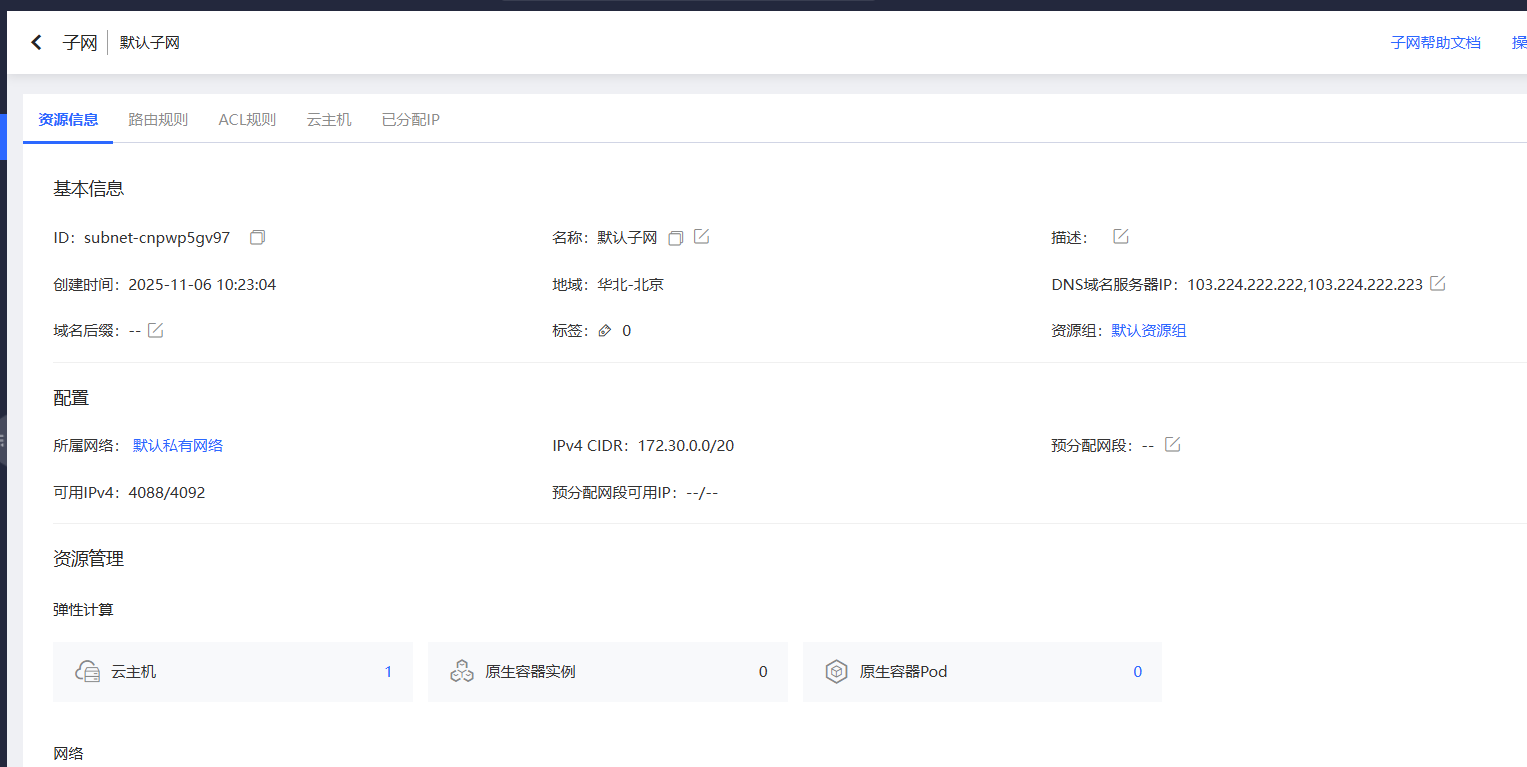 子网 默认子网 子网帮助文档 操
资源信息 路由规则 ACL规则 云主机 已分配IP
基本信息
ID：subnet-cnpwp5gv97 名称：默认子网 描述：
创建时间：2025-11-06 10:23:04 地域：华北-北京 DNS域名服务器IP：103.224.222.222,103.224.222.223
域名后缀：-- 标签：0 资源组：默认资源组
配置
所属网络：默认私有网络 IPv4 CIDR：172.30.0.0/20 预分配网段：--
可用IPv4：4088/4092 预分配网段可用IP：--/--
资源管理
弹性计算
云主机 1 原生容器实例 0 原生容器Pod 0
网络